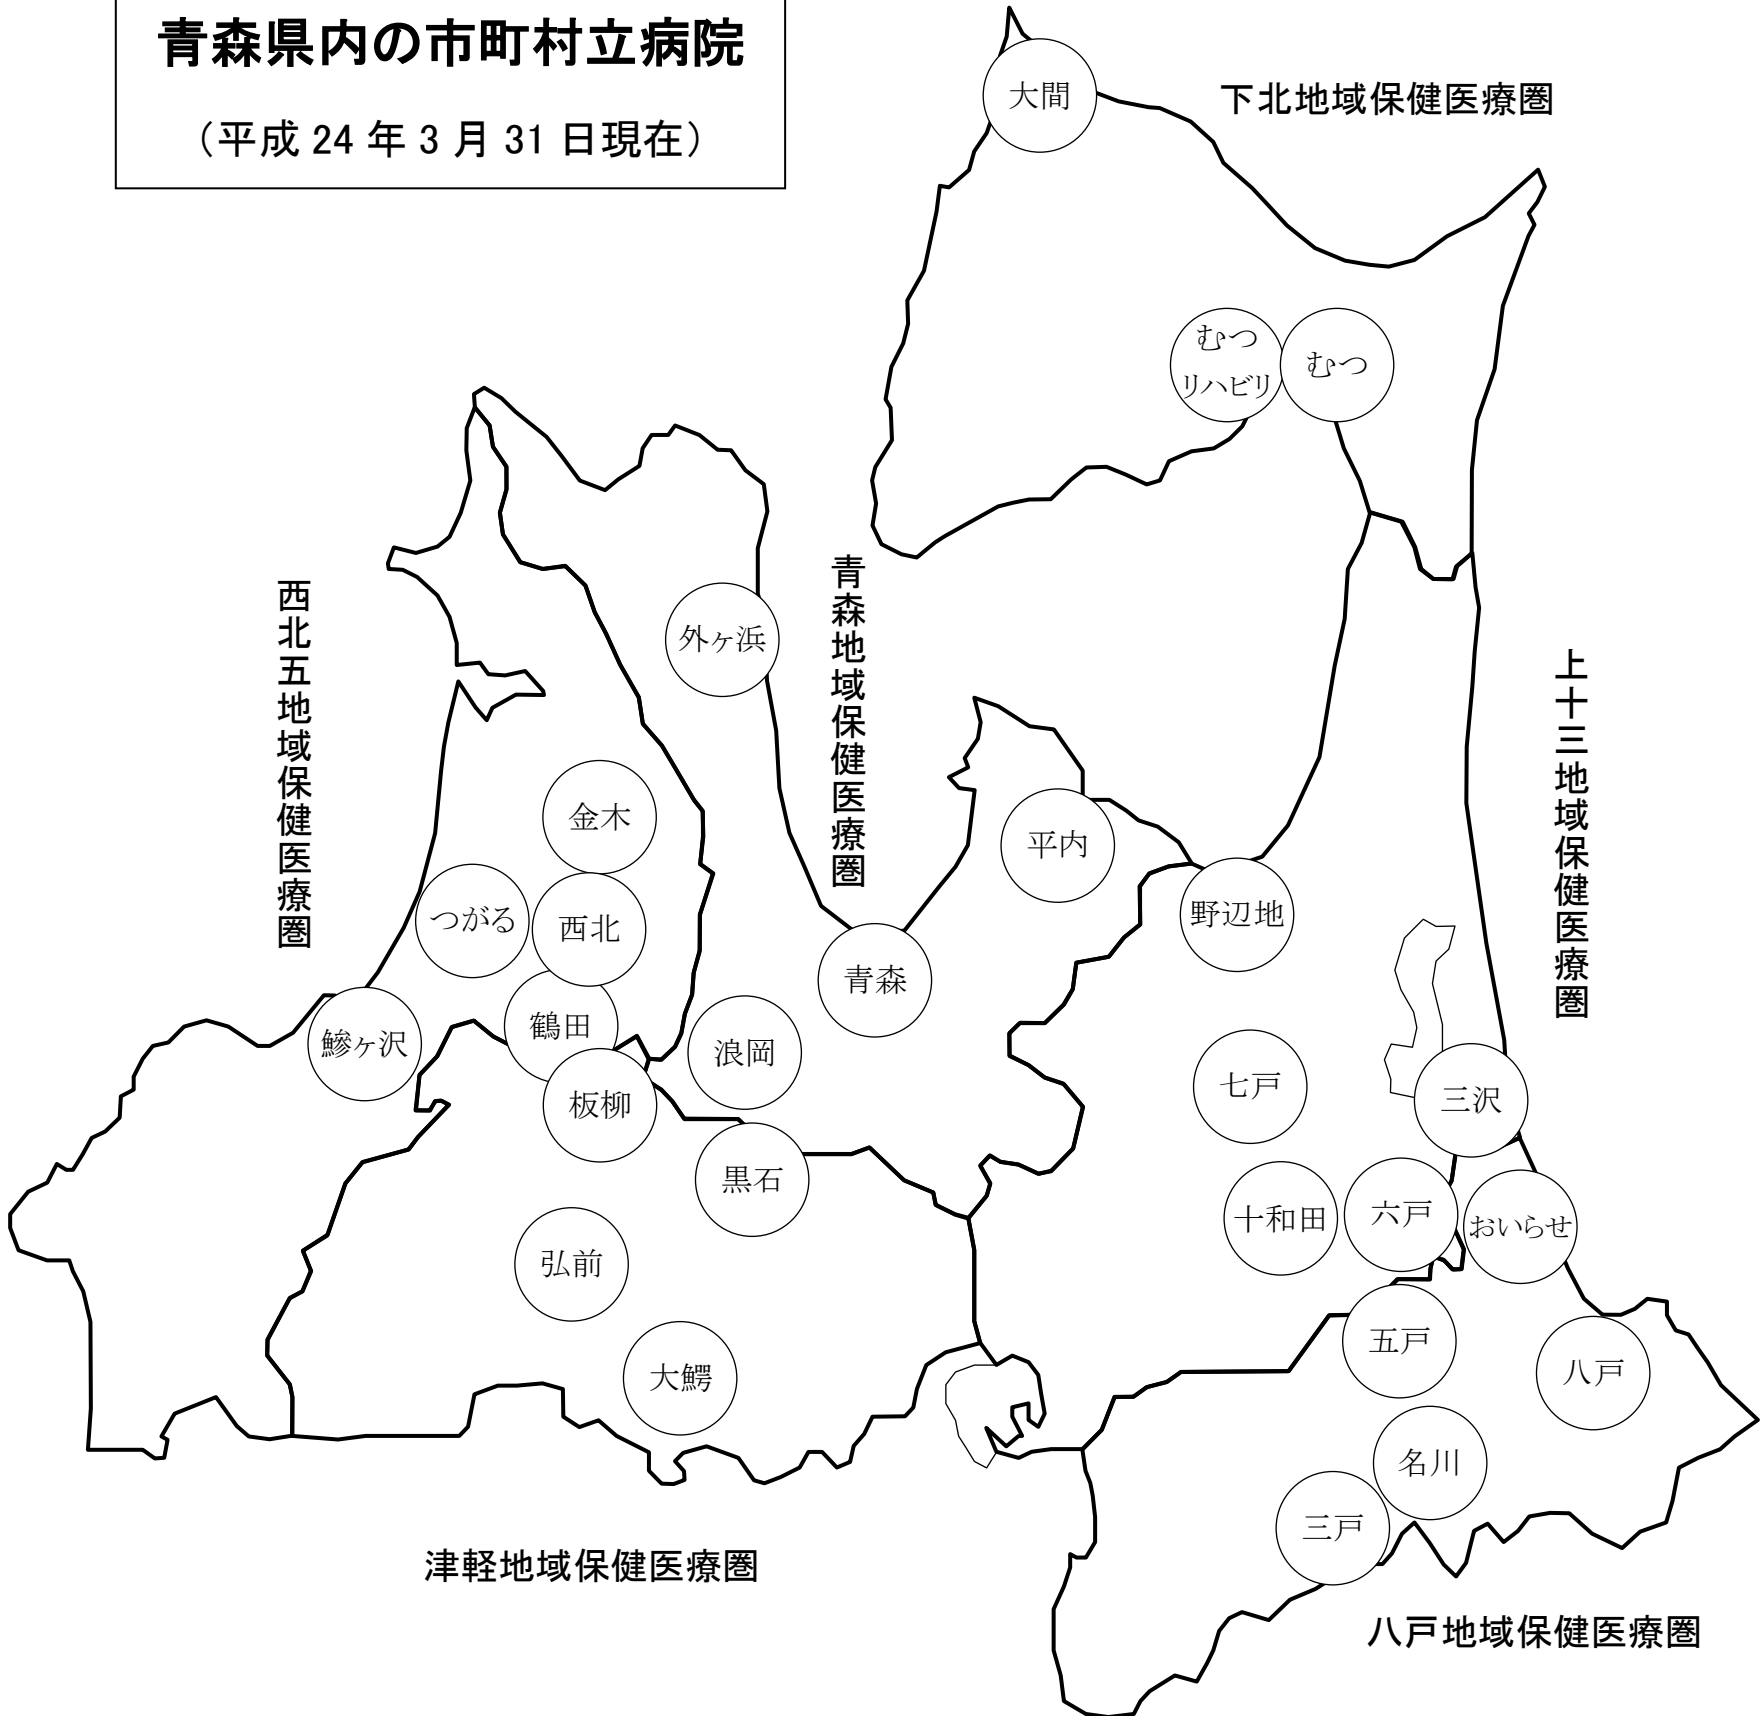 青森県内の市町村立病院
（平成 24 年 3 月 31 日現在）
下北地域保健医療圏
大間
むつ
リハビリ
むつ
西北五地域保健医療圏
青森地域保健医療圏
上十三地域保健医療圏
外ヶ浜
金木
平内
つがる
西北
野辺地
青森
鰺ヶ沢
鶴田
浪岡
七戸
三沢
板柳
黒石
十和田
六戸
おいらせ
弘前
五戸
八戸
大鰐
名川
三戸
津軽地域保健医療圏
八戸地域保健医療圏